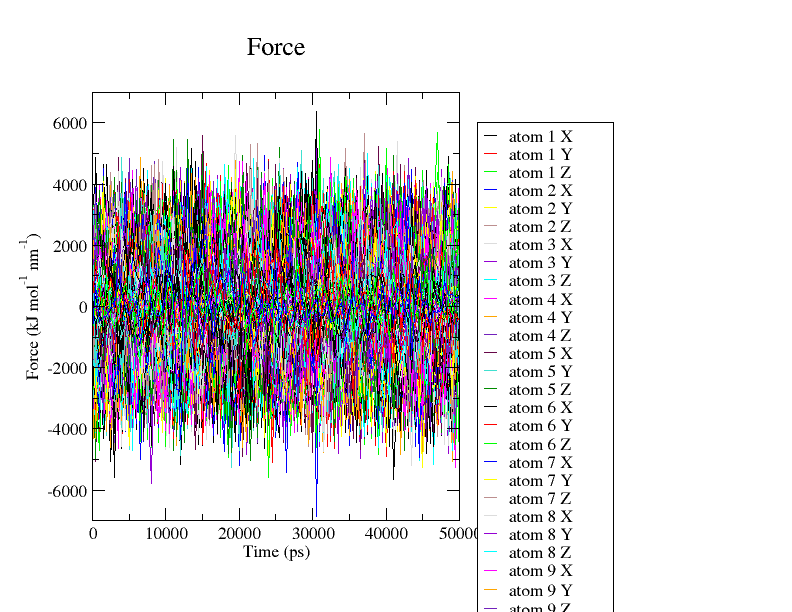 Force
6000
4000
2000
0
-2000
-4000
-6000
Force (kJ mol⁻¹ nm⁻¹)
0 10000 20000 30000 40000 50000
Time (ps)
atom 1 X
atom 1 Y
atom 1 Z
atom 2 X
atom 2 Y
atom 2 Z
atom 3 X
atom 3 Y
atom 3 Z
atom 4 X
atom 4 Y
atom 4 Z
atom 5 X
atom 5 Y
atom 5 Z
atom 6 X
atom 6 Y
atom 6 Z
atom 7 X
atom 7 Y
atom 7 Z
atom 8 X
atom 8 Y
atom 8 Z
atom 9 X
atom 9 Y
atom 9 Z